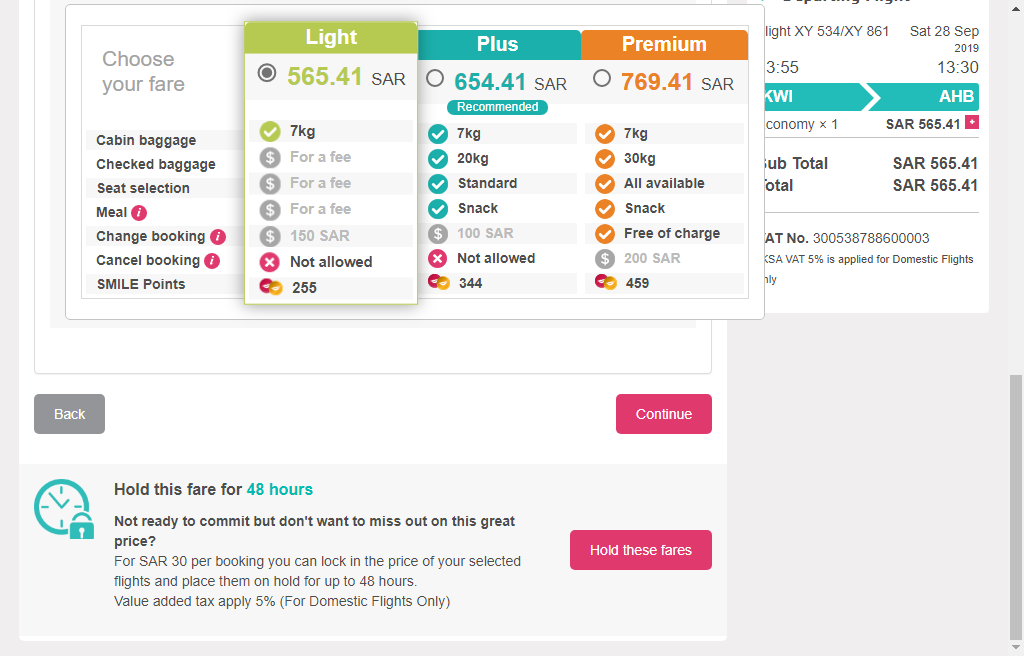 Light
Plus
Premium
Choose
your fare
565.41 SAR
654.41 SAR
769.41 SAR
Recommended
Cabin baggage
7kg
7kg
7kg
Checked baggage
For a fee
20kg
30kg
Seat selection
For a fee
Standard
All available
Meal i
For a fee
Snack
Snack
Change booking i
150 SAR
100 SAR
Free of charge
Cancel booking i
Not allowed
Not allowed
200 SAR
SMILE Points
255
344
459
light XY 534/XY 861 Sat 28 Sep
2019
3:55 13:30
KWI AHB
conomy × 1 SAR 565.41 +
ub Total SAR 565.41
otal SAR 565.41
AT No. 300538788600003
KSA VAT 5% is applied for Domestic Flights
nly
Back
Continue
Hold this fare for 48 hours
Not ready to commit but don't want to miss out on this great
price?
For SAR 30 per booking you can lock in the price of your selected
flights and place them on hold for up to 48 hours.
Value added tax apply 5% (For Domestic Flights Only)
Hold these fares